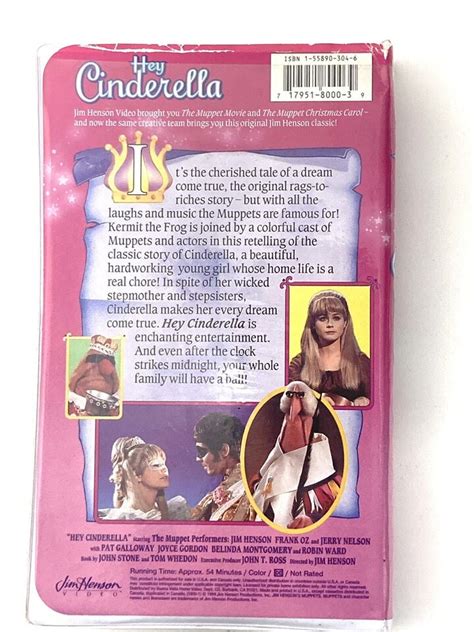 ISBN 1-55890-304-6
7 17951-8000-3 9
Hey
Cinderella
Jim Henson Video brought you The Muppet Movie and The Muppet Christmas Carol –
and now the same creative team brings you this original Jim Henson classic!
It's the cherished tale of a dream
come true, the original rags-to-
riches story – but with all the
laughs and music the Muppets are famous for!
Kermit the Frog is joined by a colorful cast of
Muppets and actors in this retelling of the
classic story of Cinderella, a beautiful,
hardworking young girl whose home life is
a real chore! In spite of her wicked
stepmother and stepsisters,
Cinderella makes her every dream
come true. Hey Cinderella is
enchanting entertainment.
And even after the clock
strikes midnight, your whole
family will have a ball!
"HEY CINDERELLA" Starring The Muppet Performers: JIM HENSON FRANK OZ and JERRY NELSON
with PAT GALLOWAY JOYCE GORDON BELINDA MONTGOMERY and ROBIN WARD
Book by JOHN STONE and TOM WHEDON Executive Producer JOHN T. ROSS Directed by JIM HENSON
Running Time: Approx. 54 Minutes / Color / Not Rated
Jim Henson
VIDEO